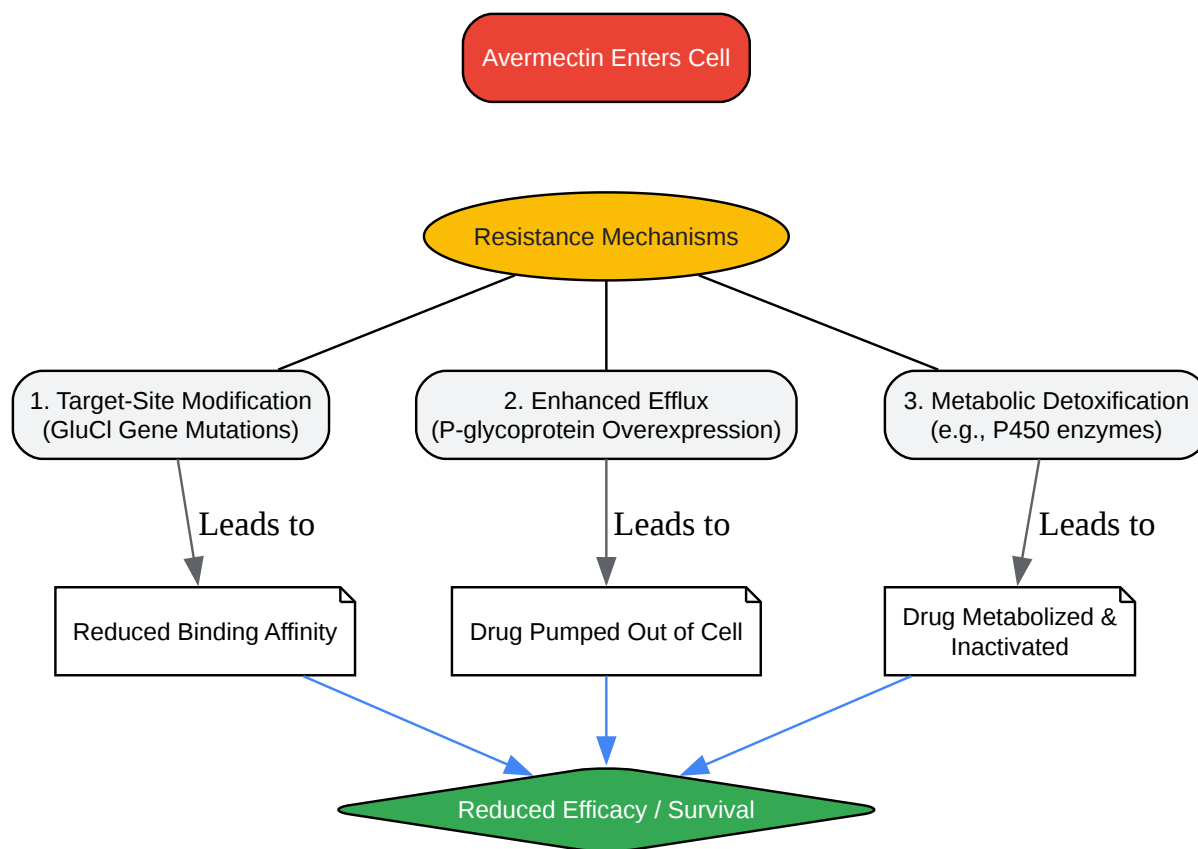 Avermectin Enters Cell
Resistance Mechanisms
1. Target-Site Modification
(GluCl Gene Mutations)
2. Enhanced Efflux
(P-glycoprotein Overexpression)
3. Metabolic Detoxification
(e.g., P450 enzymes)
Leads to
Leads to
Leads to
Reduced Binding Affinity
Drug Pumped Out of Cell
Drug Metabolized &
Inactivated
Reduced Efficacy / Survival